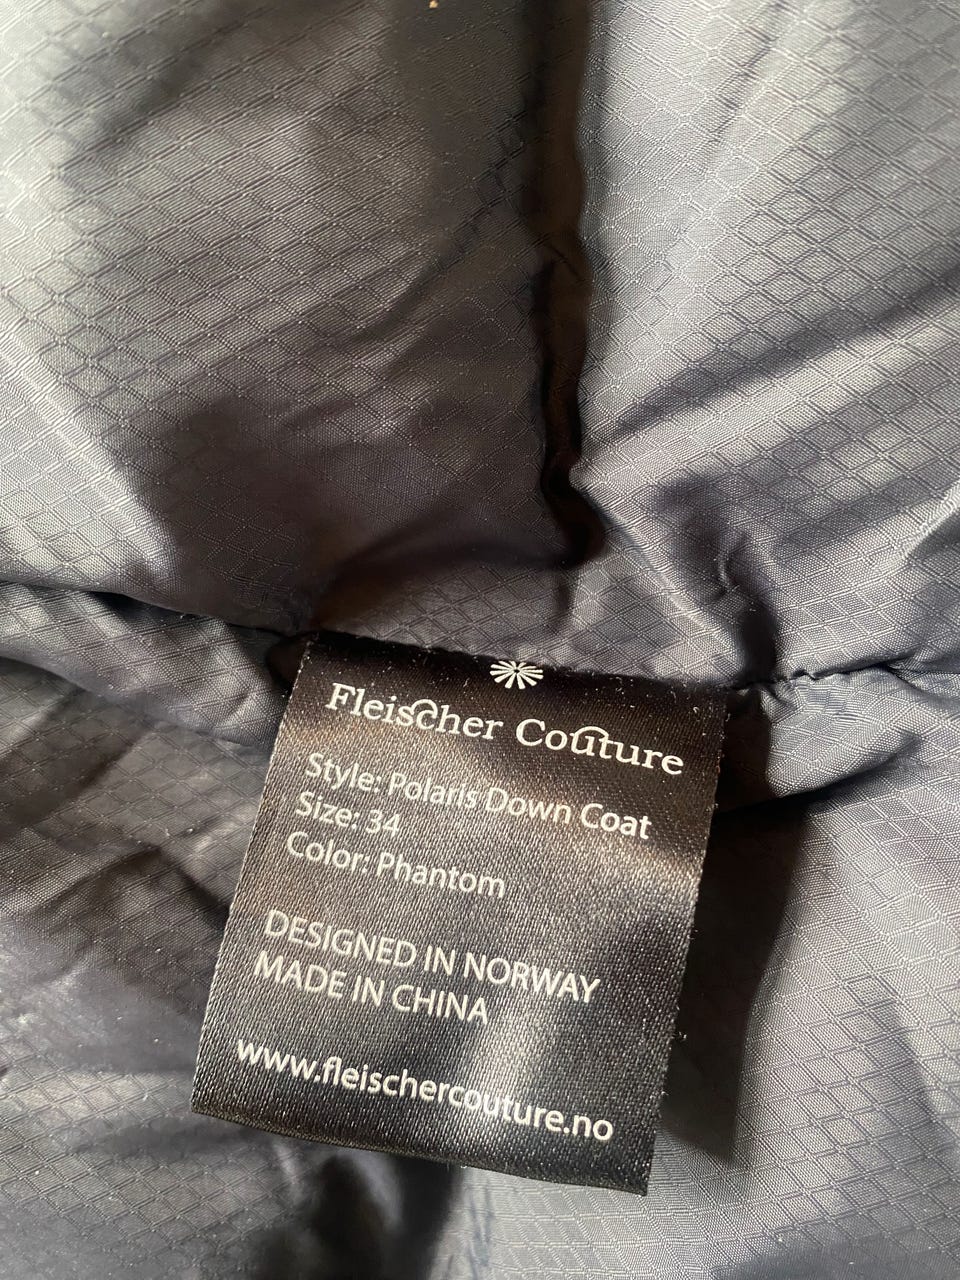 Fleischer Couture
Style: Polaris Down Coat
Size: 34
Color: Phantom
DESIGNED IN NORWAY
MADE IN CHINA
www.fleischercouture.no